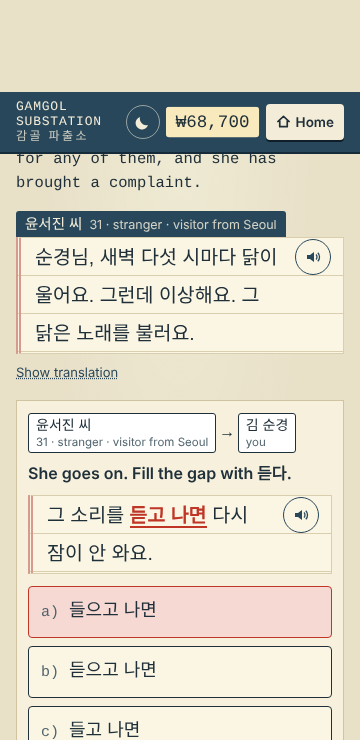 GAMGOL
SUBSTATION
감골 파출소
₩68,700
Home
for any of them, and she has
brought a complaint.
윤서진 씨 31 · stranger · visitor from Seoul
순경님, 새벽 다섯 시마다 닭이
울어요. 그런데 이상해요. 그
닭은 노래를 불러요.
Show translation
윤서진 씨
31 · stranger · visitor from Seoul
→
김 순경
you
She goes on. Fill the gap with 듣다.
그 소리를 듣고 나면 다시
잠이 안 와요.
a) 들으고 나면
b) 듣으고 나면
c) 들고 나면